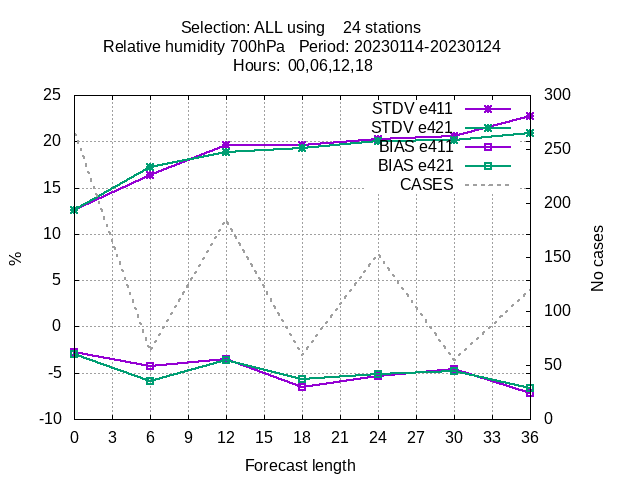 Selection: ALL using    24 stations
Relative humidity 700hPa   Period: 20230114-20230124
Hours:  00,06,12,18
STDV e411
STDV e421
BIAS e411
BIAS e421
CASES
25
20
15
10
5
0
-5
-10
300
250
200
150
100
50
0
%
No cases
0 3 6 9 12 15 18 21 24 27 30 33 36
Forecast length